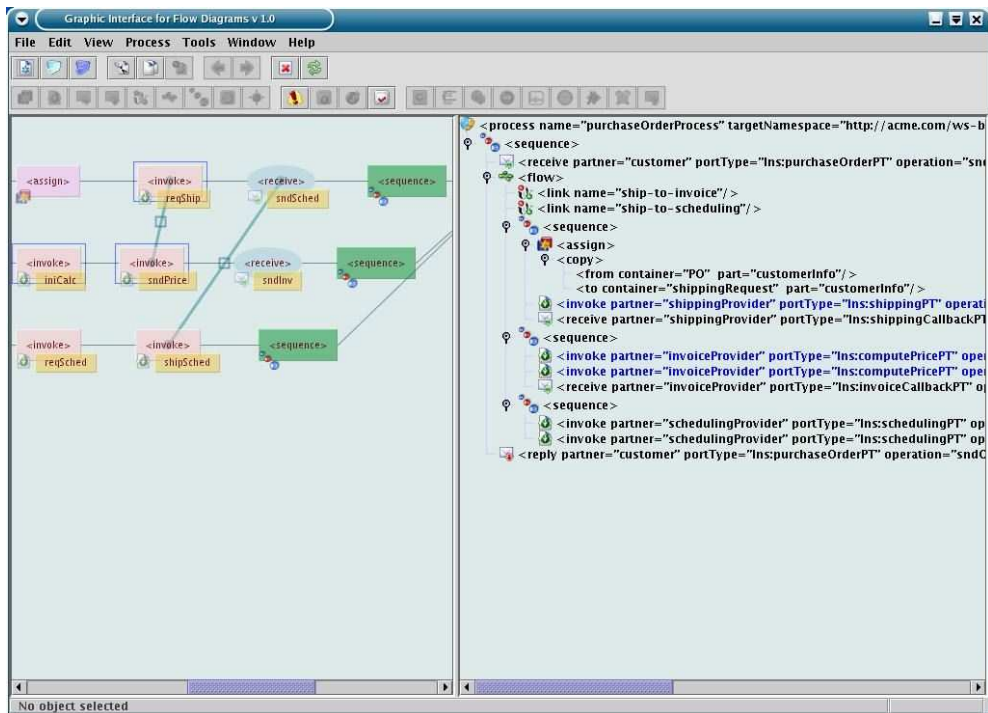 Graphic Interface for Flow Diagrams v 1.0
File Edit View Process Tools Window Help
<assign>
<invoke>
reqShip
<receive>
sndSched
<sequence>
<invoke>
iniCalc
<invoke>
sndPrice
<receive>
sndInv
<sequence>
<invoke>
reqSched
<invoke>
shipSched
<sequence>
<process name="purchaseOrderProcess" targetNamespace="http://acme.com/ws-b
<sequence>
<receive partner="customer" portType="lns:purchaseOrderPT" operation="sn
<flow>
<link name="ship-to-invoice"/>
<link name="ship-to-scheduling"/>
<sequence>
<assign>
<copy>
<from container="PO" part="customerInfo"/>
<to container="shippingRequest" part="customerInfo"/>
<invoke partner="shippingProvider" portType="lns:shippingPT" operati
<receive partner="shippingProvider" portType="lns:shippingCallbackPT
<sequence>
<invoke partner="invoiceProvider" portType="lns:computePricePT" ope
<invoke partner="invoiceProvider" portType="lns:computePricePT" ope
<receive partner="invoiceProvider" portType="lns:invoiceCallbackPT" o
<sequence>
<invoke partner="schedulingProvider" portType="lns:schedulingPT" op
<invoke partner="schedulingProvider" portType="lns:schedulingPT" op
<reply partner="customer" portType="lns:purchaseOrderPT" operation="snd
No object selected